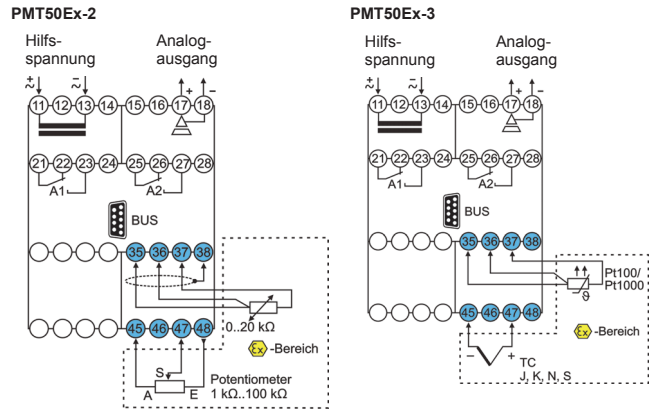 PMT50Ex-2
Hilfs-
spannung
Analog-
ausgang
+
~
−
~
+
−
11 12 13 14 15 16 17 18
21 22 23 24 25 26 27 28
A1
A2
BUS
35 36 37 38
0..20 kΩ
Ex -Bereich
45 46 47 48
S
A
E
Potentiometer
1 kΩ..100 kΩ
PMT50Ex-3
Hilfs-
spannung
Analog-
ausgang
+
~
−
~
+
−
11 12 13 14 15 16 17 18
21 22 23 24 25 26 27 28
A1
A2
BUS
35 36 37 38
Pt100/
Pt1000
ϑ
Ex -Bereich
45 46 47 48
−
+
TC
J, K, N, S